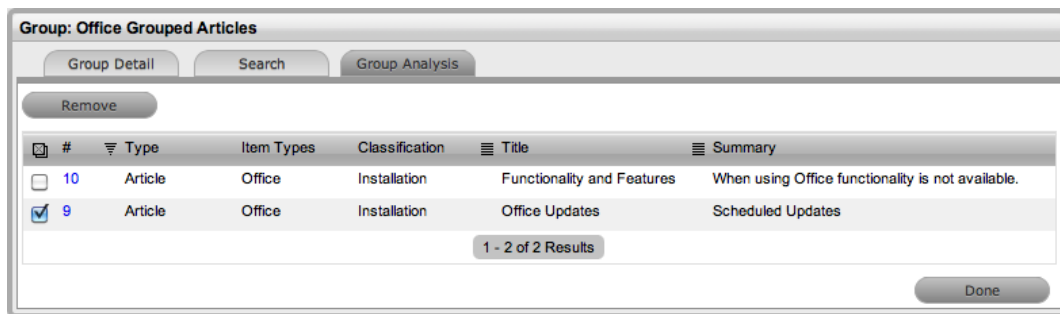 Group: Office Grouped Articles
Group Detail Search Group Analysis
Remove
# Type Item Types Classification Title Summary
10 Article Office Installation Functionality and Features When using Office functionality is not available.
9 Article Office Installation Office Updates Scheduled Updates
1 - 2 of 2 Results
Done